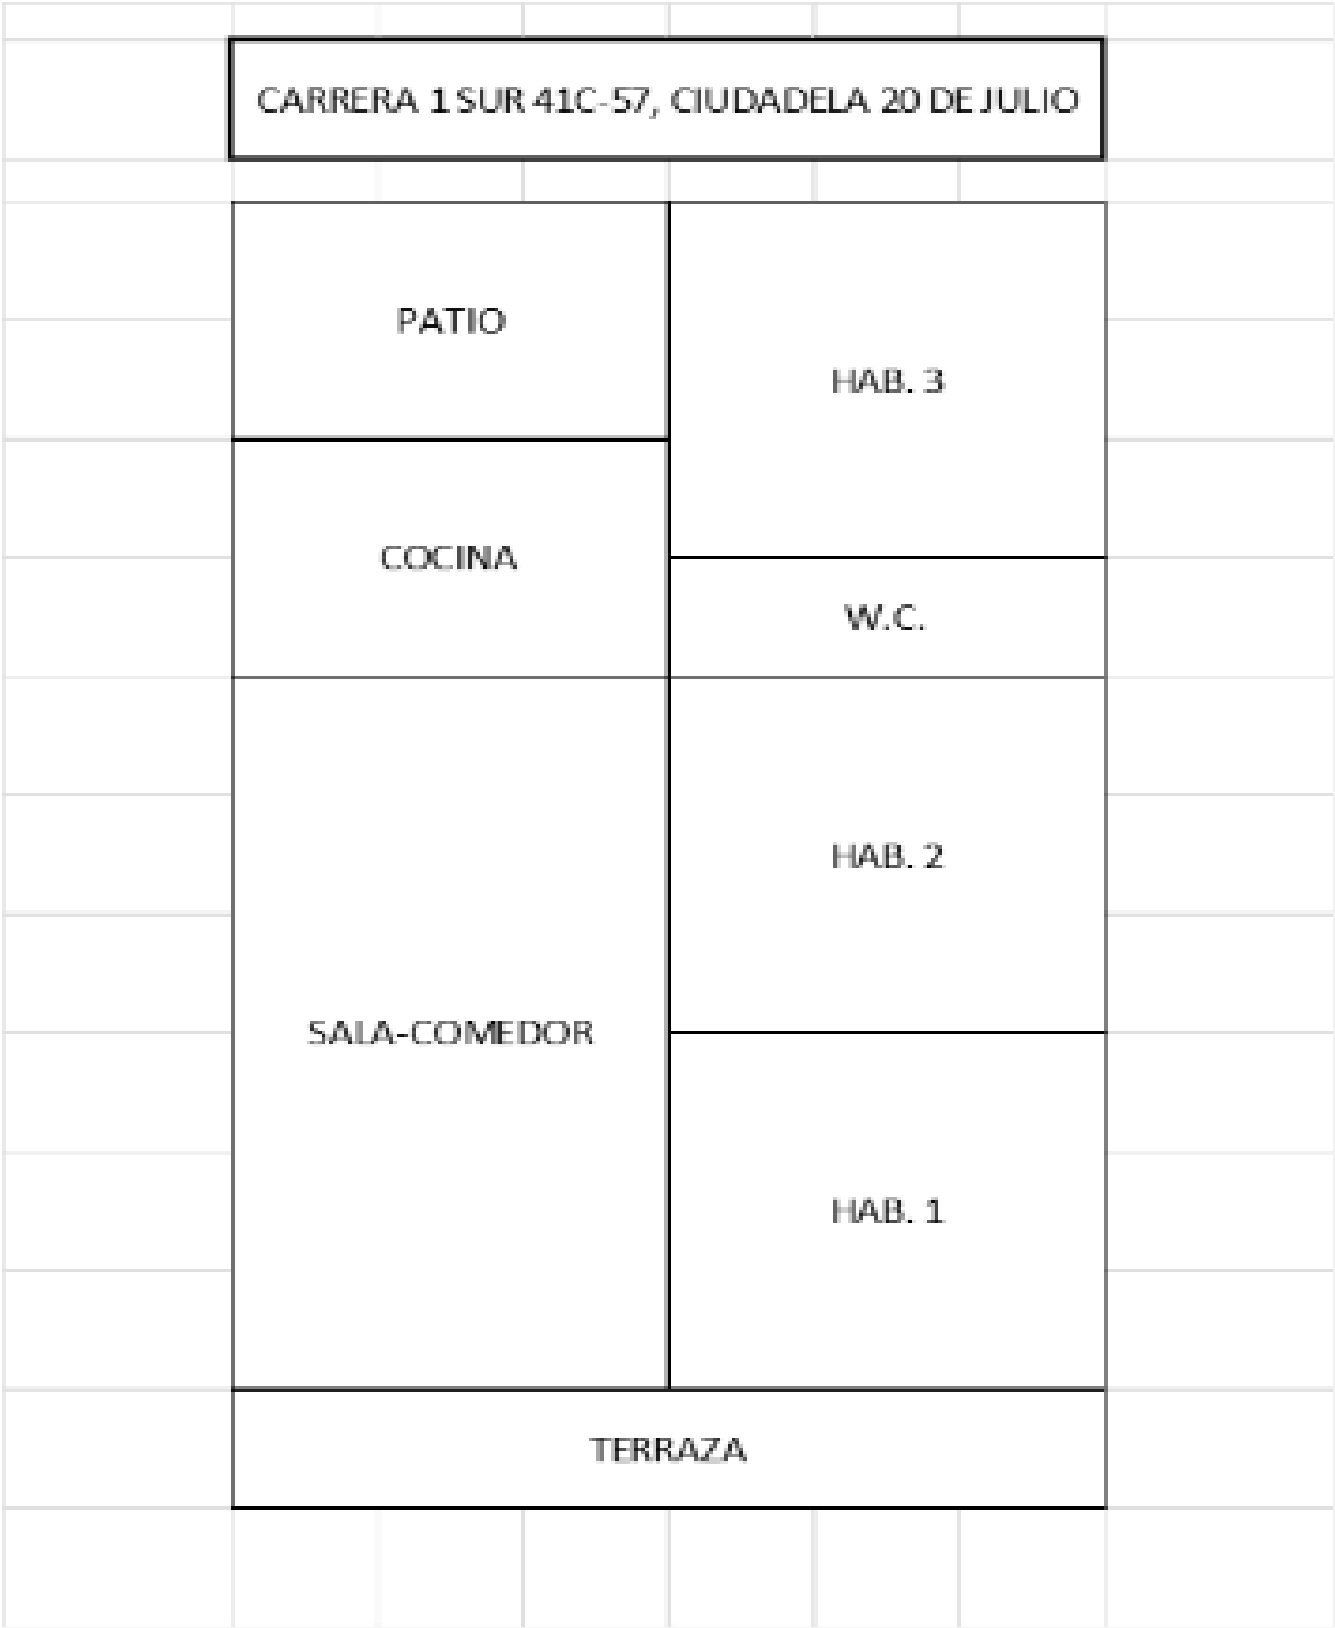 CARRERA 1 SUR 41C-57, CIUDADELA 20 DE JULIO
PATIO
HAB. 3
COCINA
W.C.
HAB. 2
SALA-COMEDOR
HAB. 1
TERRAZA